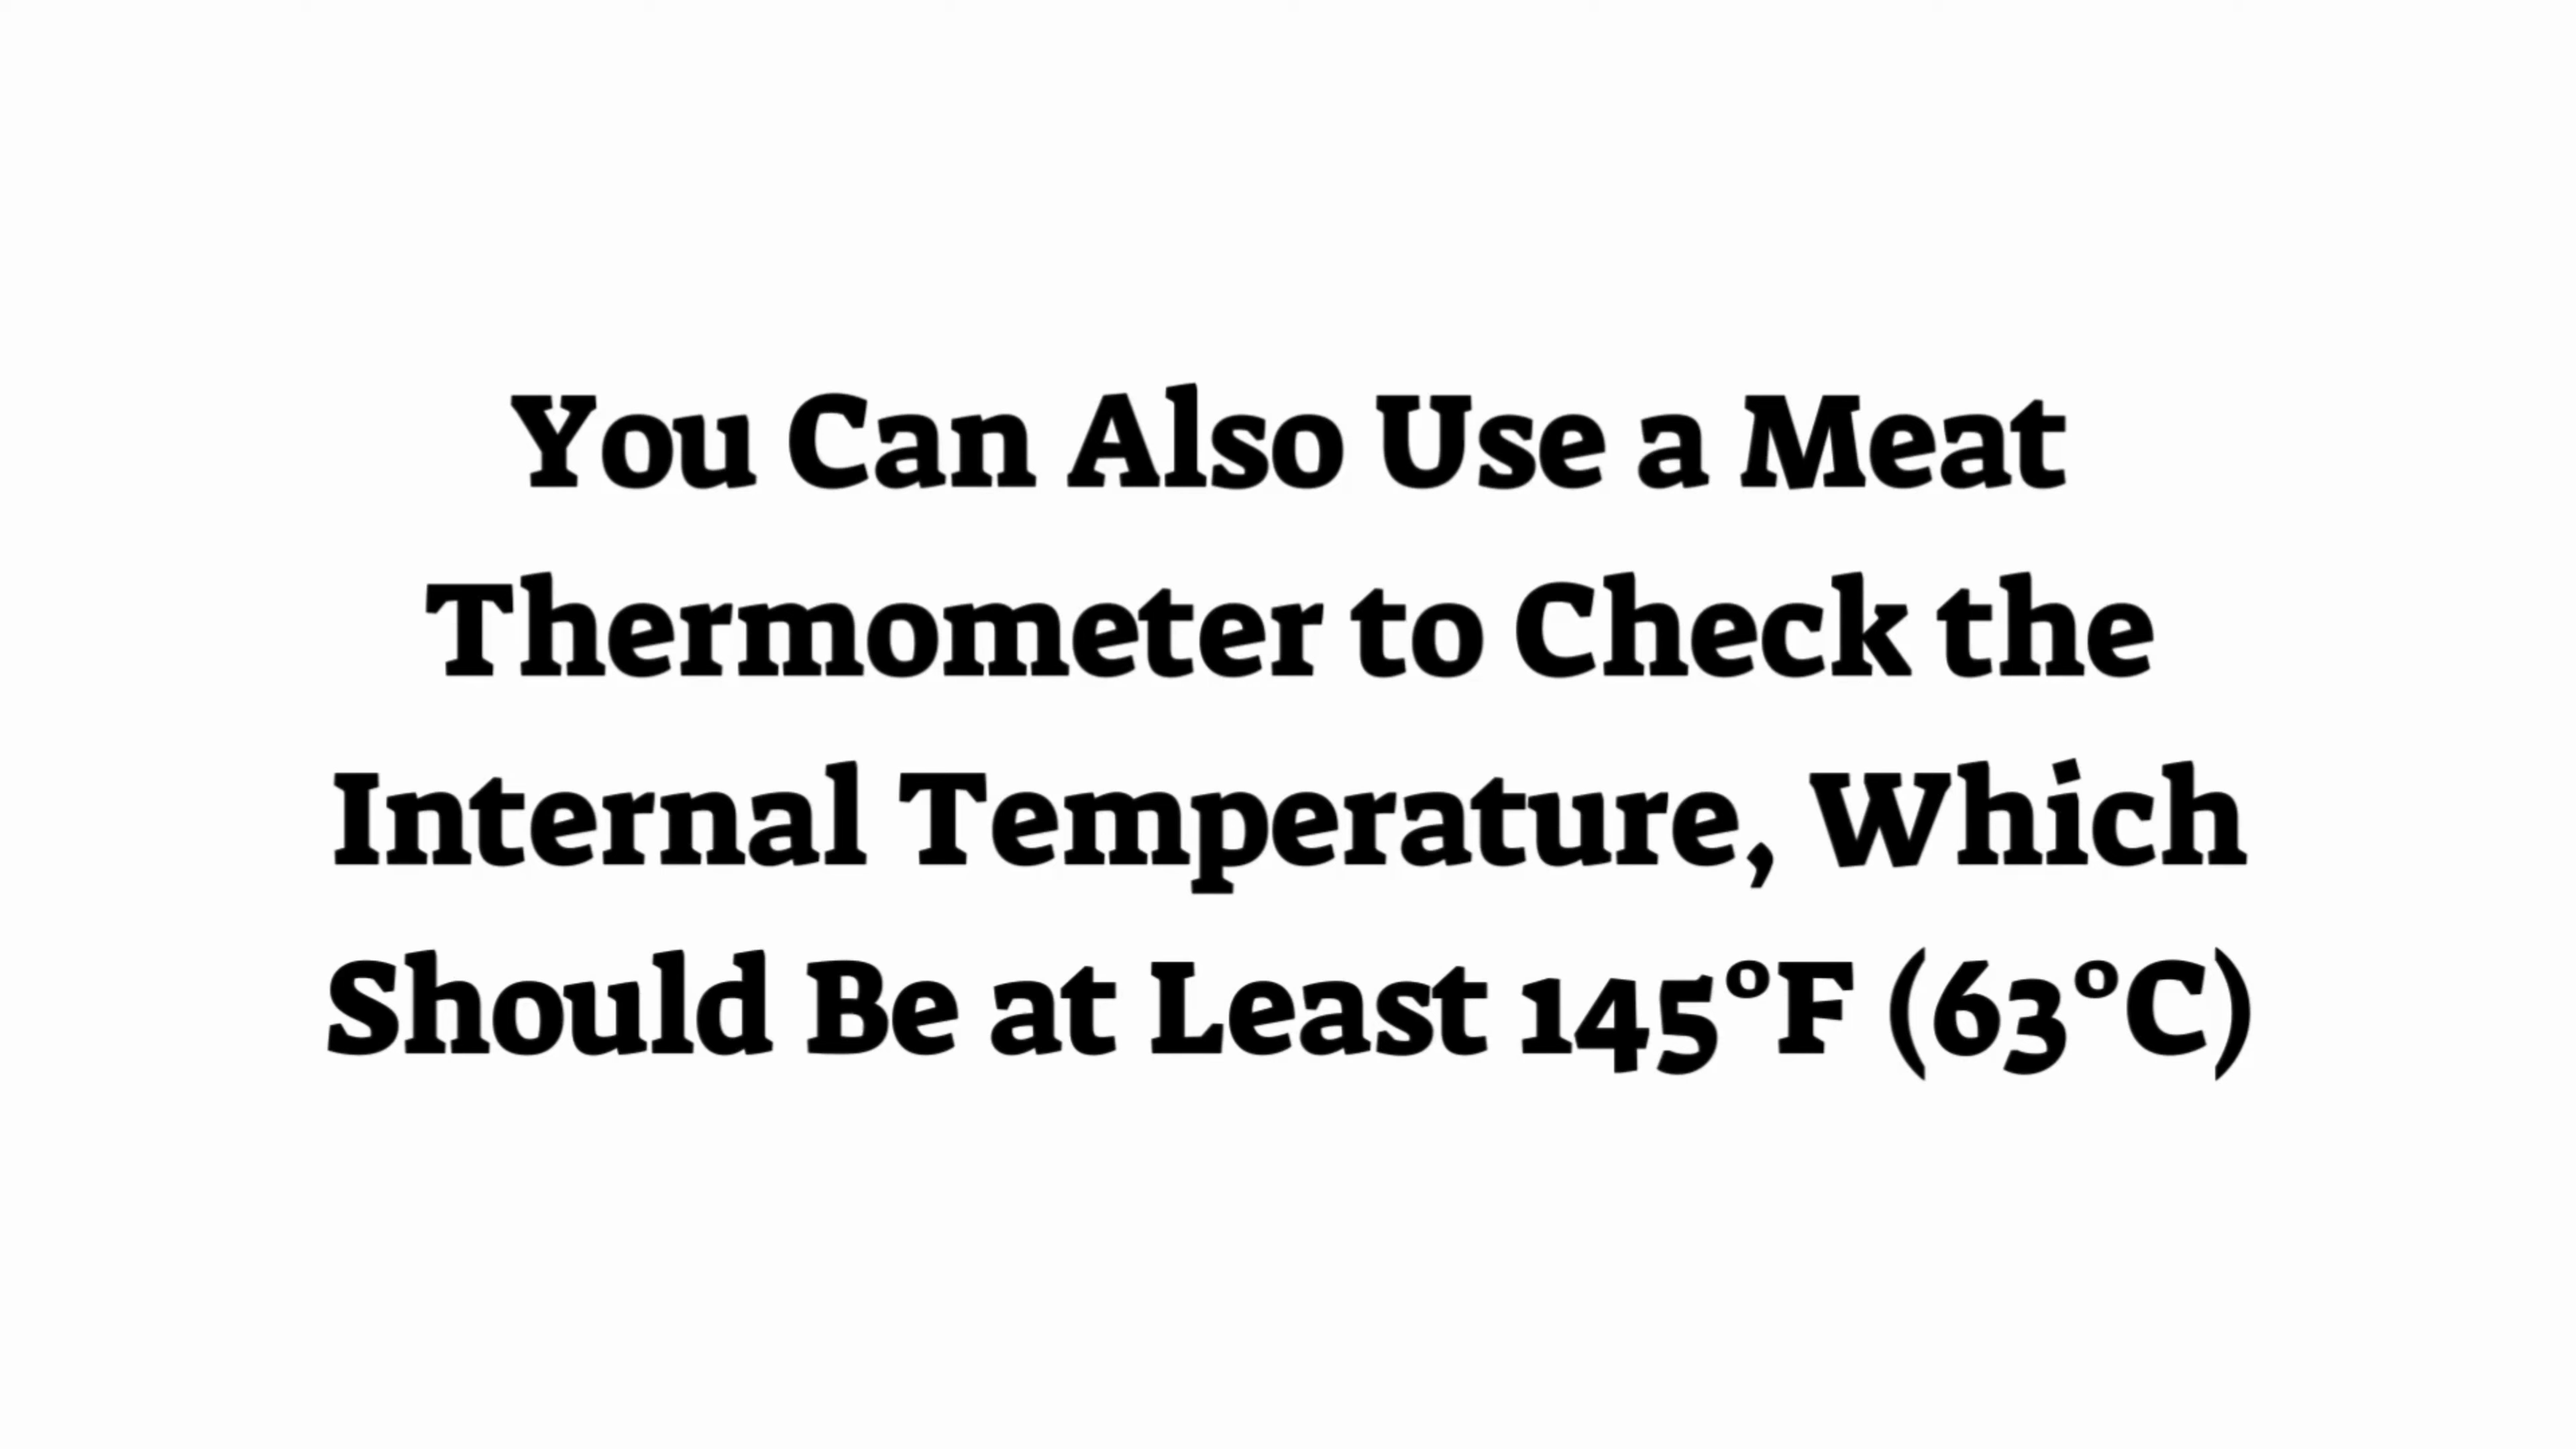 You Can Also Use a Meat
Thermometer to Check the
Internal Temperature, Which
Should Be at Least 145°F (63°C)